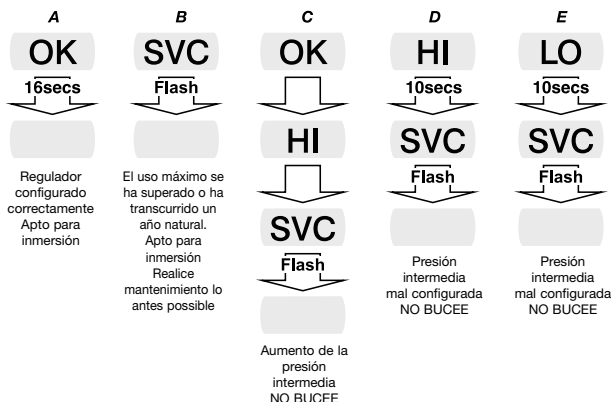 A
OK
16secs
Regulador
configurado
correctamente
Apto para
inmersión
B
SVC
Flash
El uso máximo se
ha superado o ha
transcurrido un
año natural.
Apto para
inmersión
Realice
mantenimiento lo
antes possible
C
OK
HI
SVC
Flash
Aumento de la
presión
intermedia
NO BUCEE
D
HI
10secs
SVC
Flash
Presión
intermedia
mal configurada
NO BUCEE
E
LO
10secs
SVC
Flash
Presión
intermedia
mal configurada
NO BUCEE